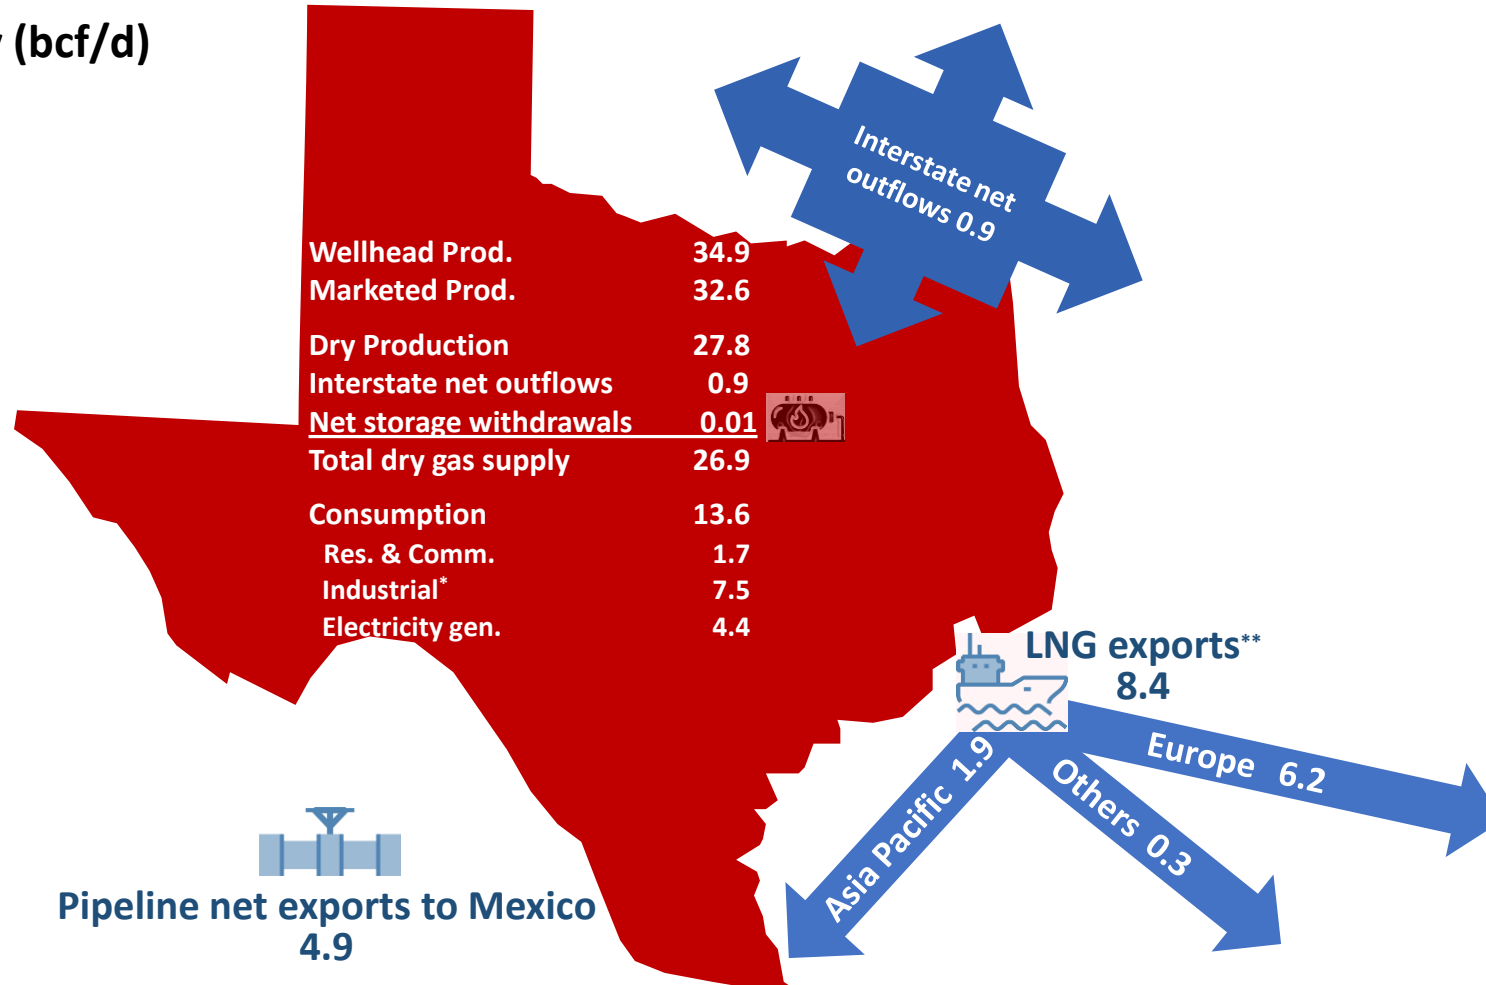 (bcf/d)
Interstate net
outflows 0.9
Wellhead Prod. 34.9
Marketed Prod. 32.6
Dry Production 27.8
Interstate net outflows 0.9
Net storage withdrawals 0.01
Total dry gas supply 26.9
Consumption 13.6
Res. & Comm. 1.7
Industrial* 7.5
Electricity gen. 4.4
LNG exports**
8.4
Europe 6.2
Others 0.3
Asia Pacific 1.9
Pipeline net exports to Mexico
4.9